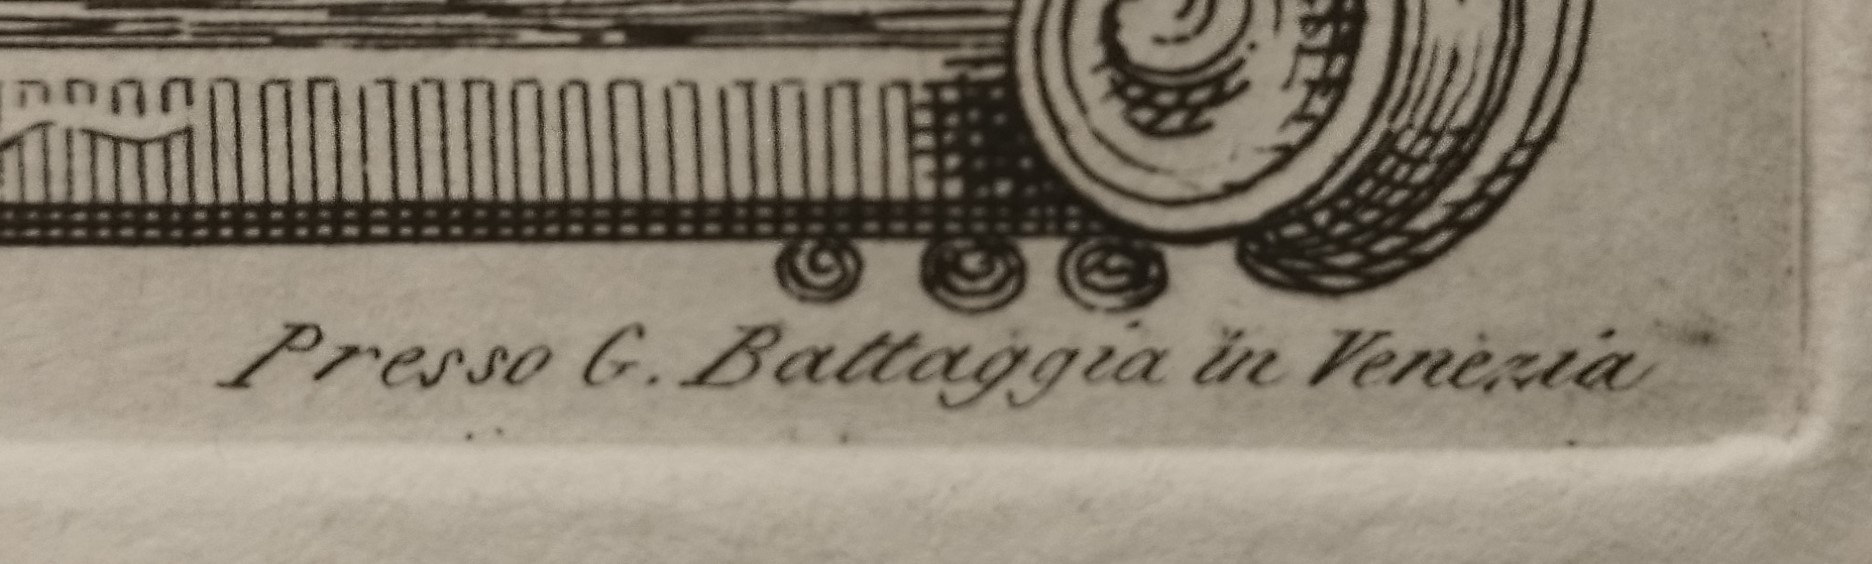 Presso G. Battaggia in Venezia